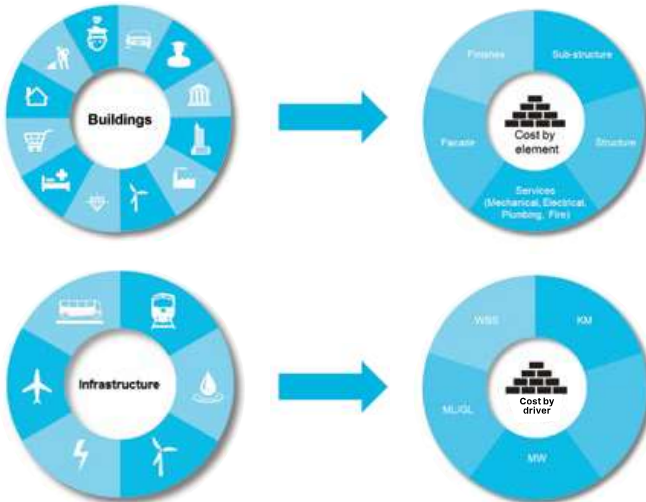 Buildings
Finishes
Sub-structure
Cost by
element
Facade
Structure
Services
(Mechanical, Electrical,
Plumbing, Fire)
Infrastructure
WBS
KM
Cost by
driver
ML/GL
MW